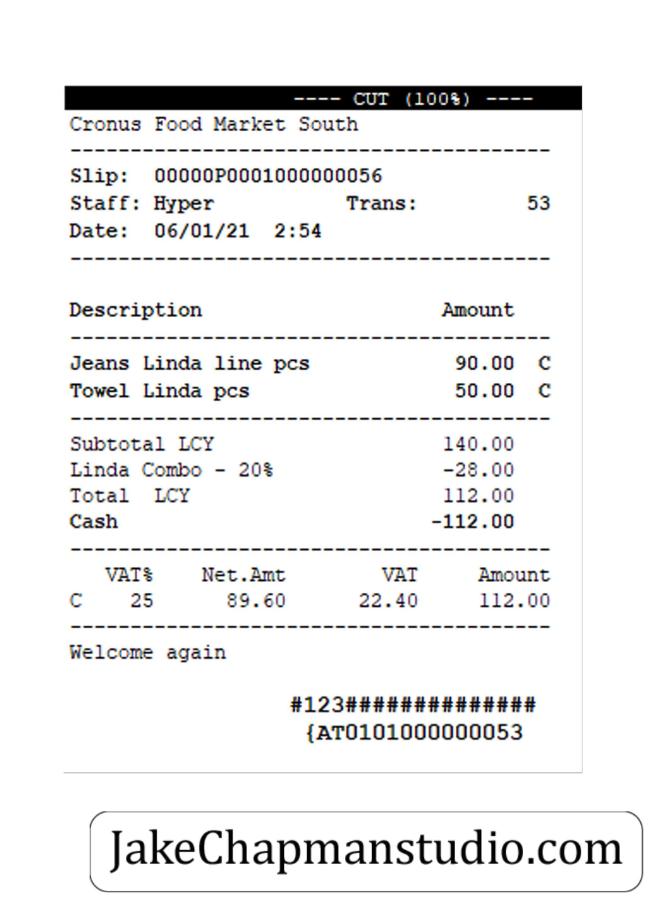 ---- CUT (100%) ----
Cronus Food Market South
----------------------------------------
Slip: 00000P0001000000056
Staff: Hyper Trans: 53
Date: 06/01/21 2:54
----------------------------------------
Description Amount
----------------------------------------
Jeans Linda line pcs 90.00 C
Towel Linda pcs 50.00 C
----------------------------------------
Subtotal LCY 140.00
Linda Combo - 20% -28.00
Total LCY 112.00
Cash -112.00
----------------------------------------
VAT% Net.Amt VAT Amount
C 25 89.60 22.40 112.00
----------------------------------------
Welcome again
#123##############
{AT0101000000053
JakeChapmanstudio.com